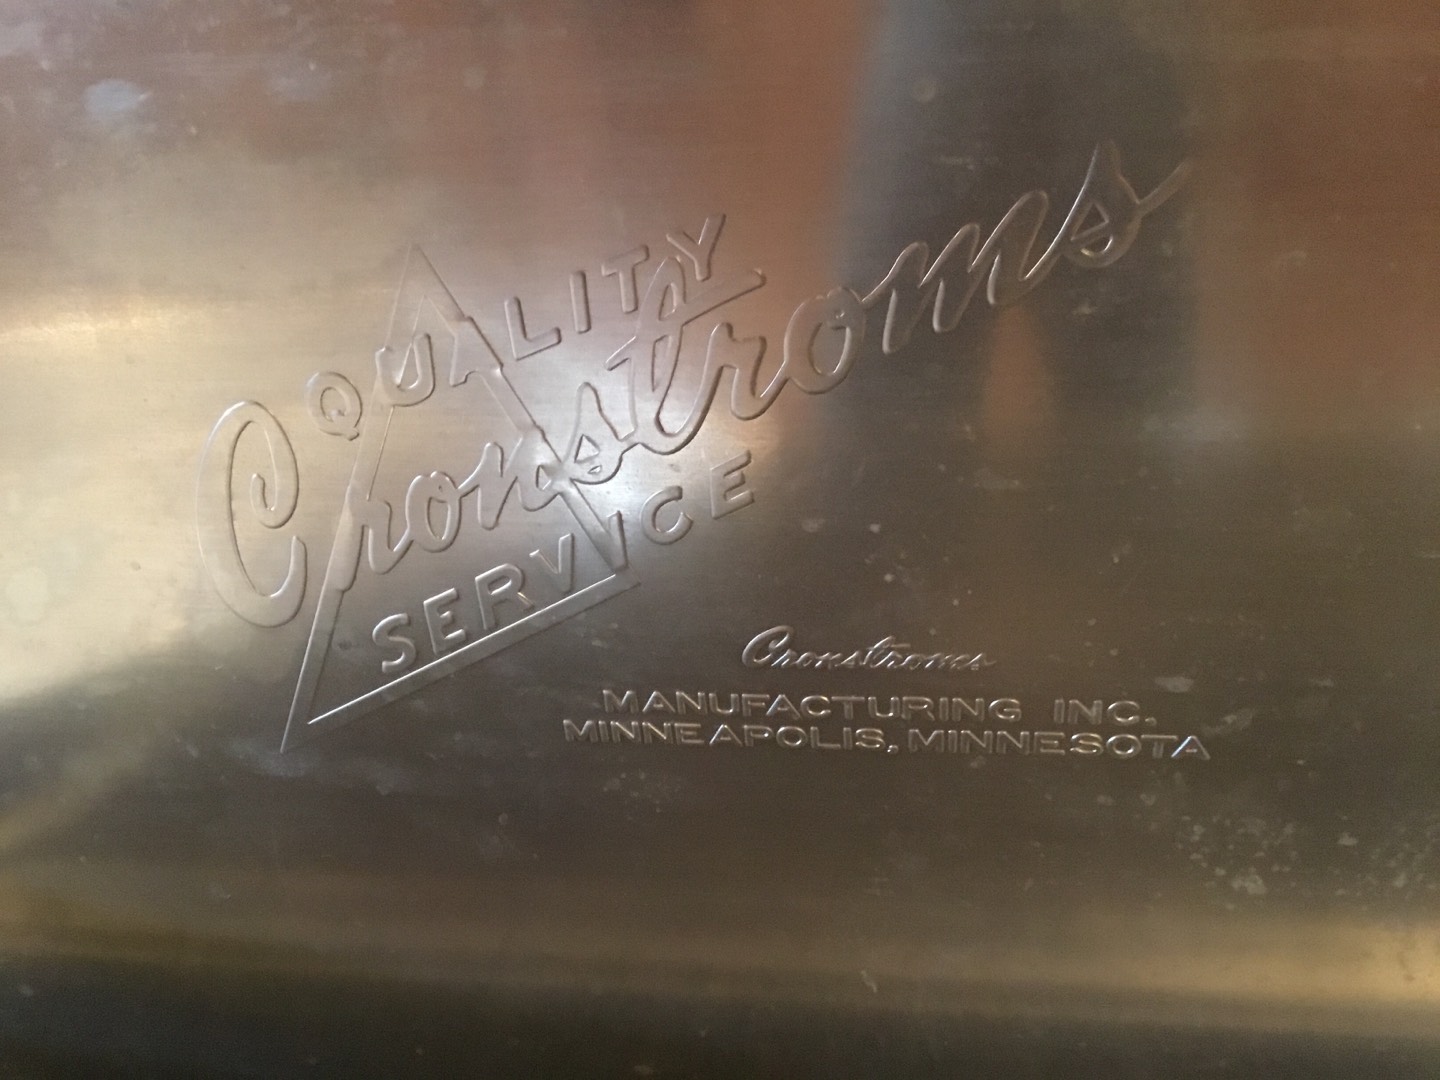 QUALITY
Cronstroms
SERVICE
Cronstroms
MANUFACTURING INC.
MINNEAPOLIS, MINNESOTA